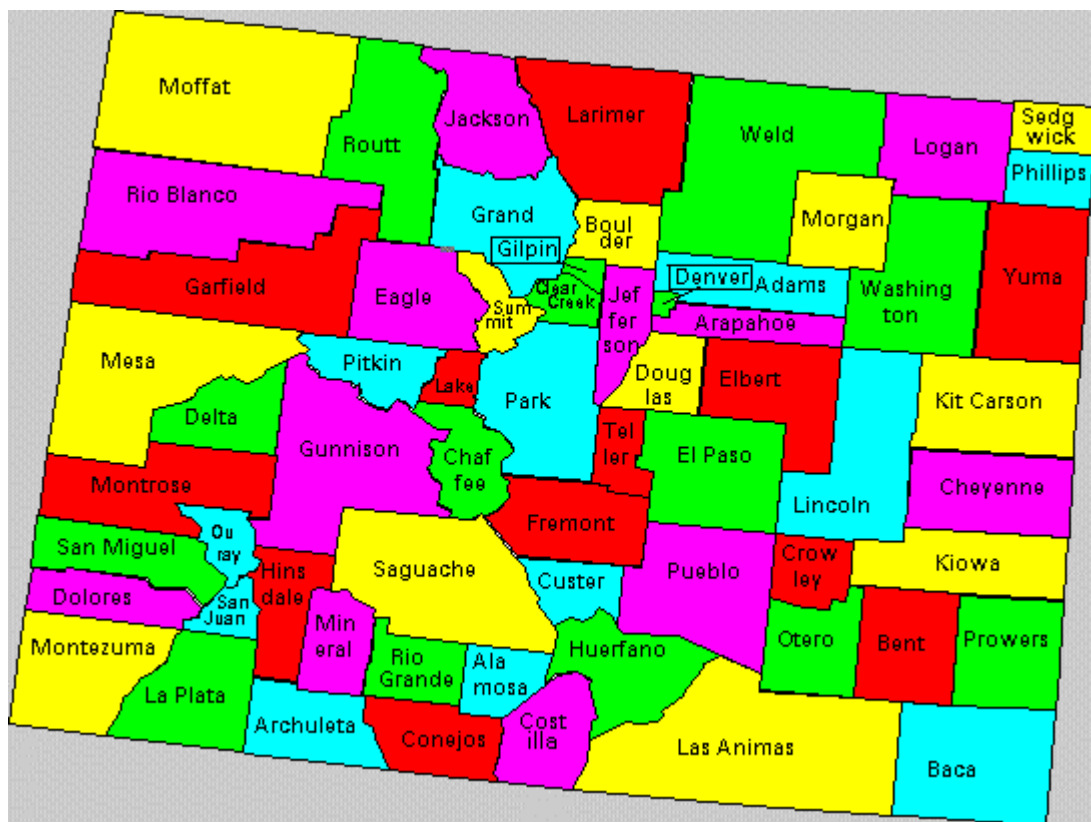 Moffat
Routt
Jackson
Larimer
Weld
Logan
Sedg
wick
Phillips
Rio Blanco
Grand
Boul
der
Morgan
Gilpin
Denver
Adams
Washing
ton
Yuma
Garfield
Eagle
Sum
mit
Clear
Creek
Jef
fer
son
Arapahoe
Mesa
Pitkin
Lake
Park
Doug
las
Elbert
Kit Carson
Delta
Gunnison
Chaf
fee
Tel
ler
El Paso
Lincoln
Cheyenne
Montrose
Ou
ray
Fremont
San Miguel
Hins
dale
Saguache
Custer
Pueblo
Crow
ley
Kiowa
Dolores
San
Juan
Min
eral
Rio
Grande
Ala
mosa
Huerfano
Otero
Bent
Prowers
Montezuma
La Plata
Archuleta
Conejos
Cost
illa
Las Animas
Baca